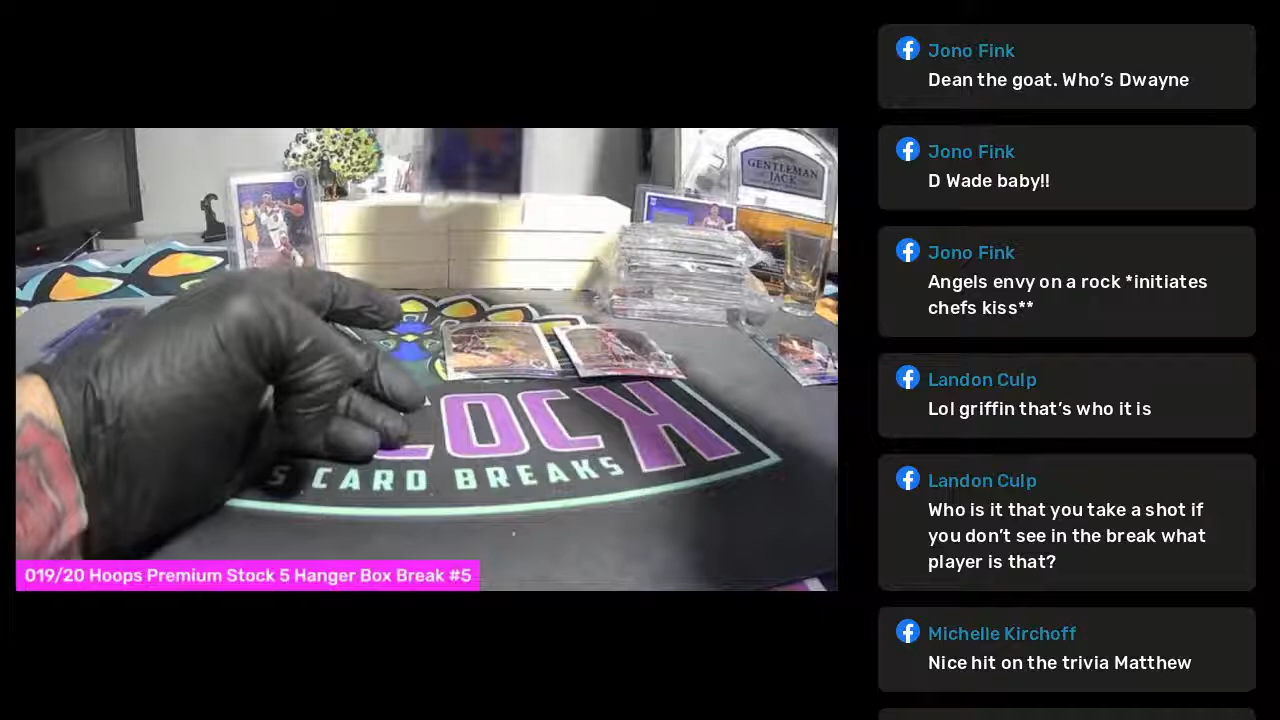 GENTLEMAN
JACK
LOCK
S CARD BREAKS
019/20 Hoops Premium Stock 5 Hanger Box Break #5
Jono Fink
Dean the goat. Who’s Dwayne
Jono Fink
D Wade baby!!
Jono Fink
Angels envy on a rock *initiates
chefs kiss**
Landon Culp
Lol griffin that’s who it is
Landon Culp
Who is it that you take a shot if
you don’t see in the break what
player is that?
Michelle Kirchoff
Nice hit on the trivia Matthew